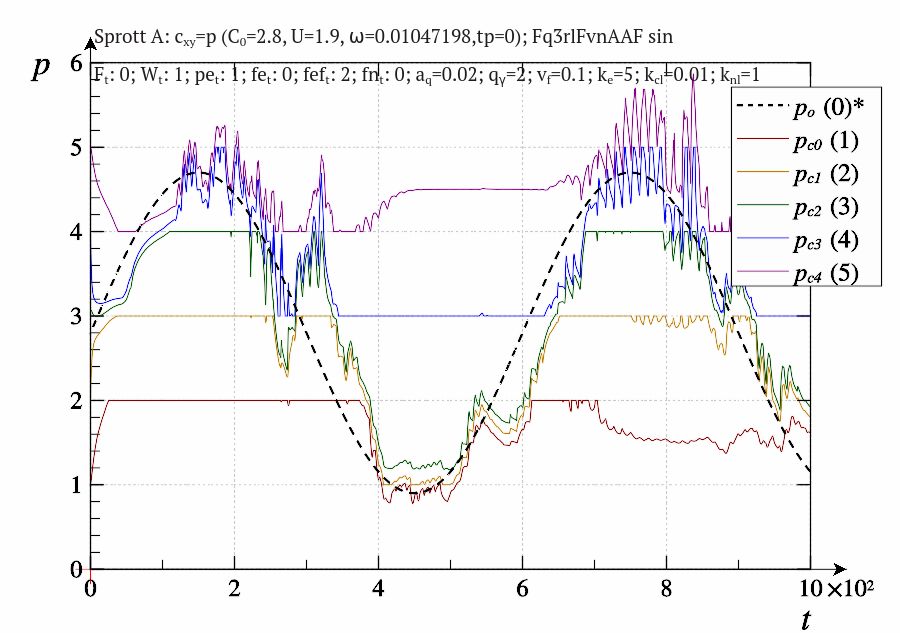 Sprott A: cxy=p (C0=2.8, U=1.9, ω=0.01047198,tp=0); Fq3rlFvnAAF sin
Ft: 0; Wt: 1; pet: 1; fet: 0; feft: 2; fnt: 0; aq=0.02; qγ=2; vf=0.1; ke=5; kcl=0.01; knl=1
p
6
5
4
3
2
1
0
po (0)*
pc0 (1)
pc1 (2)
pc2 (3)
pc3 (4)
pc4 (5)
0 2 4 6 8 10 ×10²
t